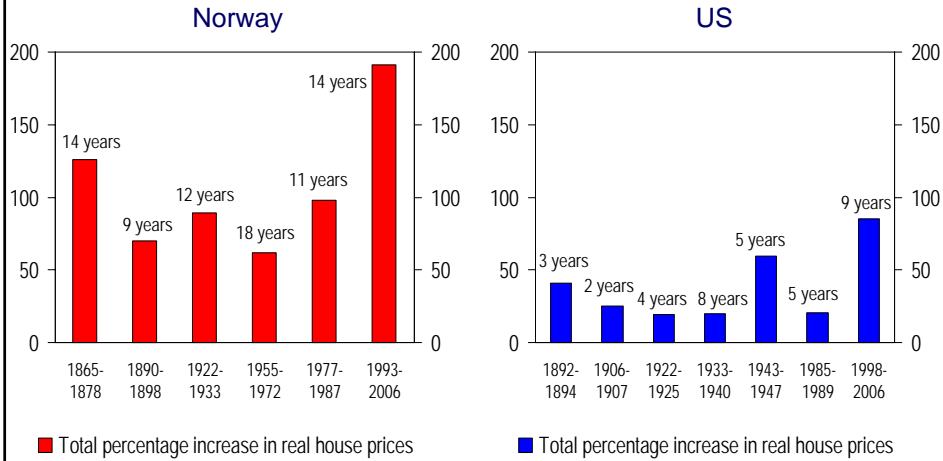 Norway
US
200
150
100
50
0
14 years
9 years
12 years
18 years
11 years
14 years
200
150
100
50
0
1865-
1878
1890-
1898
1922-
1933
1955-
1972
1977-
1987
1993-
2006
Total percentage increase in real house prices
200
150
100
50
0
3 years
2 years
4 years
8 years
5 years
5 years
9 years
200
150
100
50
0
1892-
1894
1906-
1907
1922-
1925
1933-
1940
1943-
1947
1985-
1989
1998-
2006
Total percentage increase in real house prices